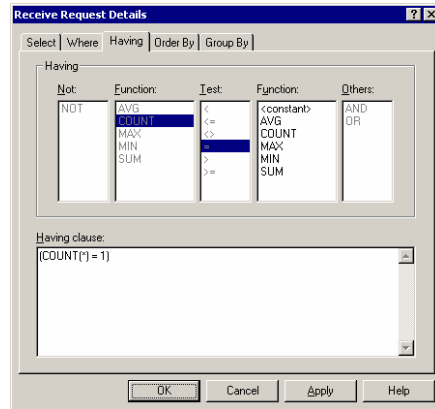 Receive Request Details
Select Where Having Order By Group By
Having
Not: Function: Test: Function: Others:
NOT AVG < <constant> AND
COUNT <= AVG OR
MAX <> COUNT
MIN = MAX
SUM > MIN
>= SUM
Having clause:
(COUNT(*) = 1)
OK Cancel Apply Help